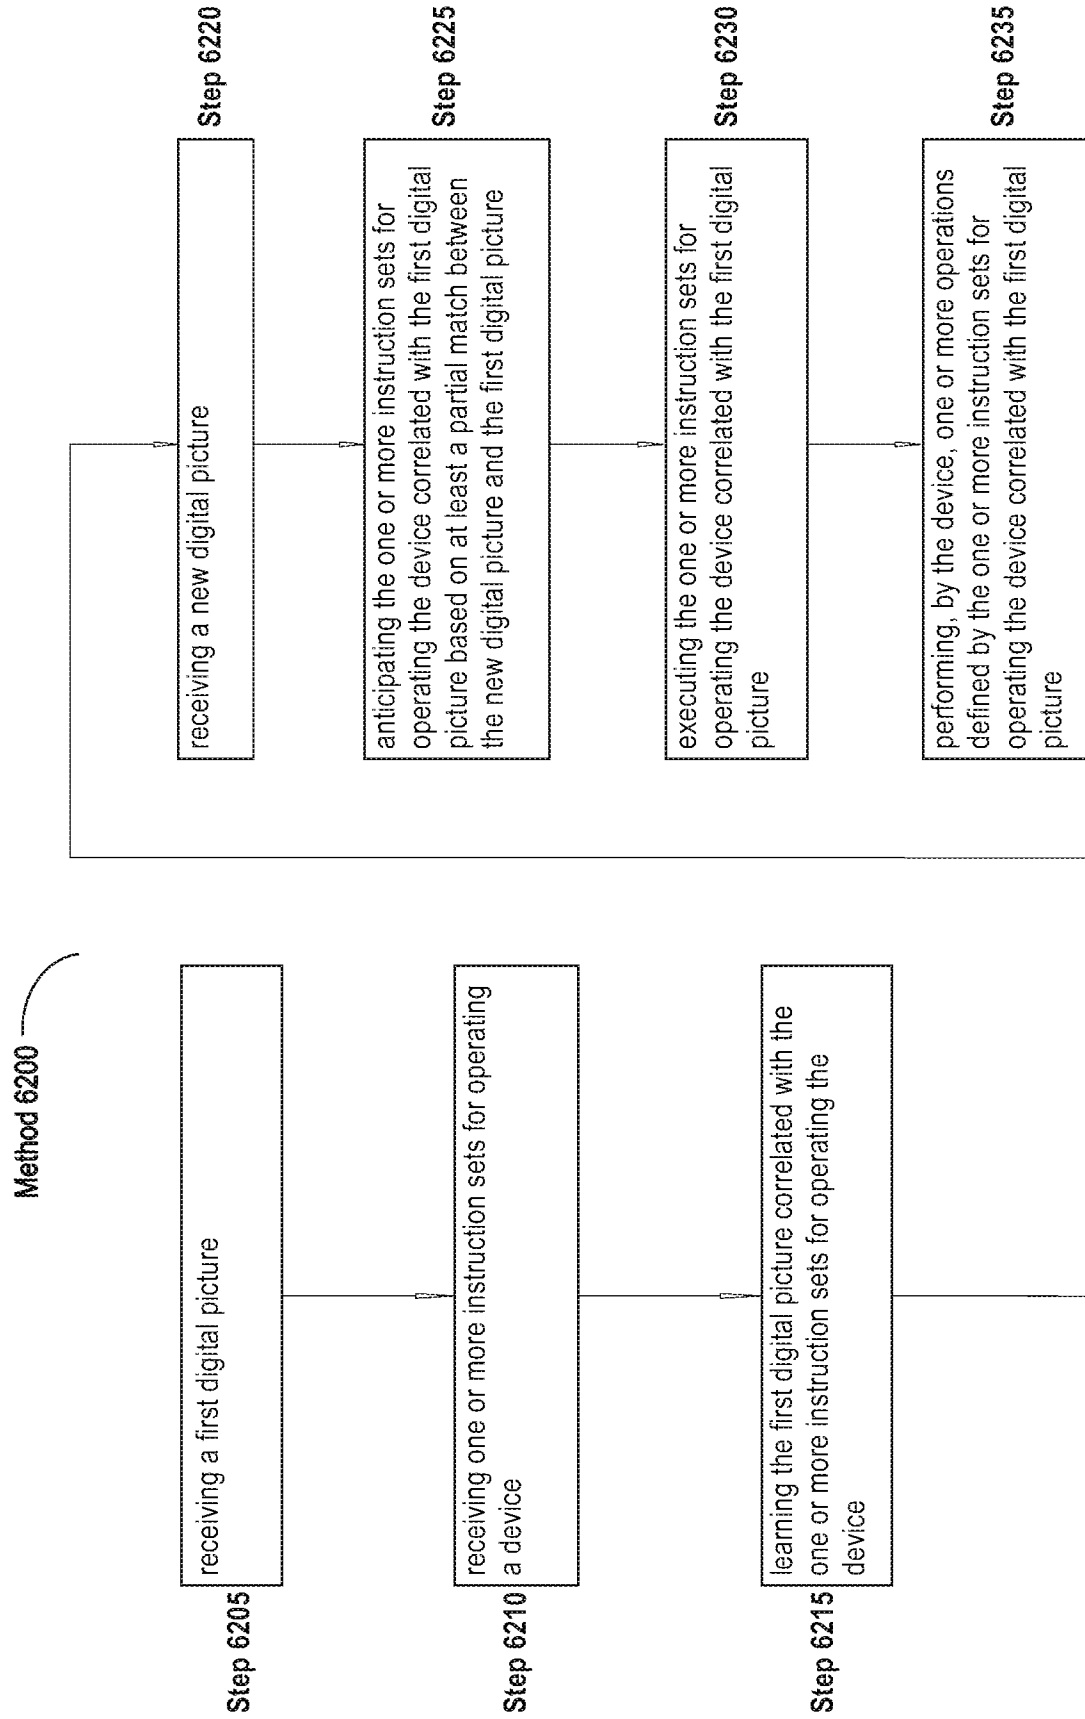 Method 6200
Step 6205
receiving a first digital picture
Step 6210
receiving one or more instruction sets for operating
a device
Step 6215
learning the first digital picture correlated with the
one or more instruction sets for operating the
device
Step 6220
receiving a new digital picture
Step 6225
anticipating the one or more instruction sets for
operating the device correlated with the first digital
picture based on at least a partial match between
the new digital picture and the first digital picture
Step 6230
executing the one or more instruction sets for
operating the device correlated with the first digital
picture
Step 6235
performing, by the device, one or more operations
defined by the one or more instruction sets for
operating the device correlated with the first digital
picture